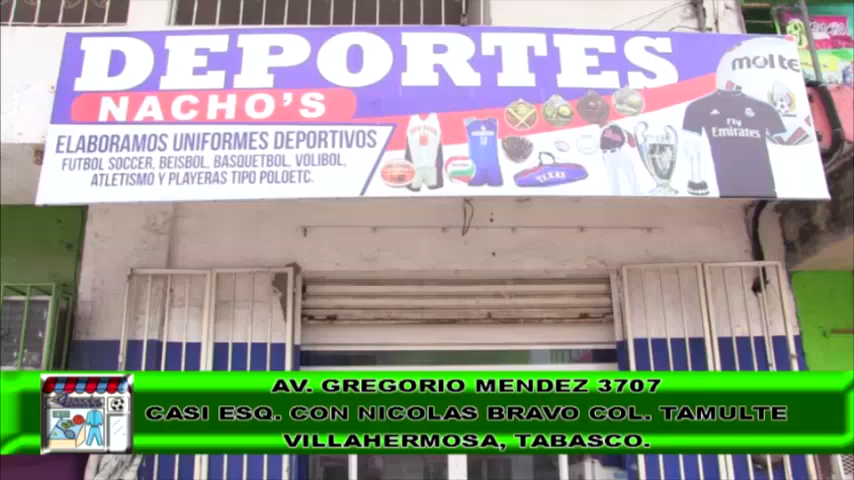 DEPORTES
NACHO'S
ELABORAMOS UNIFORMES DEPORTIVOS
FUTBOL SOCCER, BEISBOL, BASQUETBOL, VOLIBOL,
ATLETISMO Y PLAYERAS TIPO POLOETC.
molte
Fly
Emirates
TEXAS
AV. GREGORIO MENDEZ 3707
CASI ESQ. CON NICOLAS BRAVO COL. TAMULTE
VILLAHERMOSA, TABASCO.